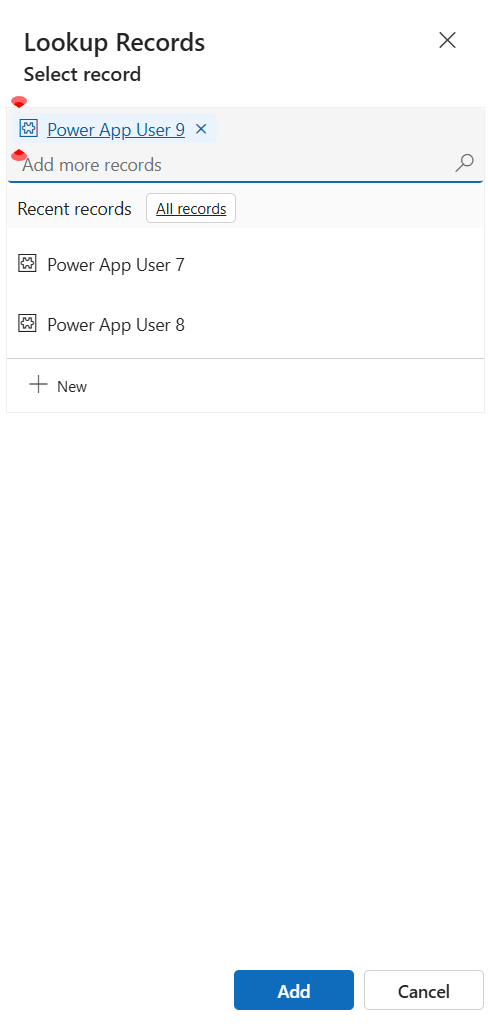 Lookup Records
Select record
Power App User 9
Add more records
Recent records All records
Power App User 7
Power App User 8
New
Add Cancel